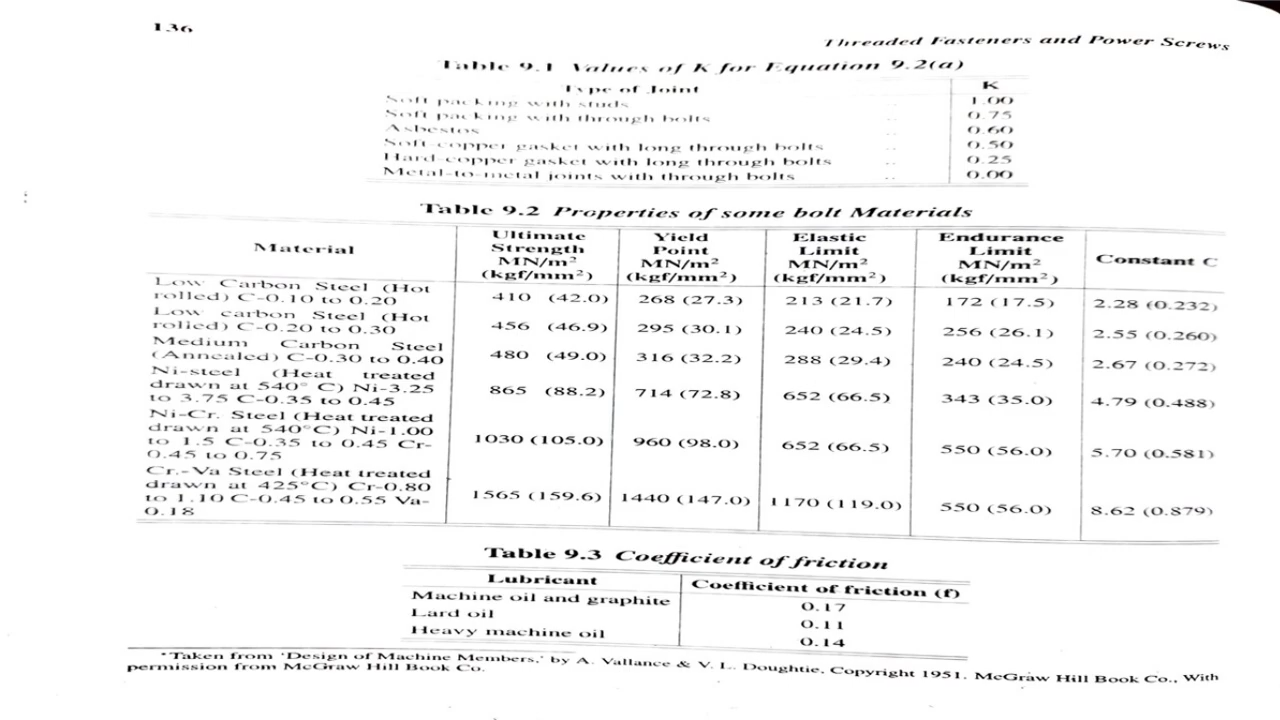 136
Threaded Fasteners and Power Screws
Table 9.1 Values of K for Equation 9.2(a)
Type of Joint K
Soft packing with studs .. 1.00
Soft packing with through bolts .. 0.75
Asbestos .. 0.60
Soft-copper gasket with long through bolts .. 0.50
Hard-copper gasket with long through bolts .. 0.25
Metal-to-metal joints with through bolts .. 0.00
Table 9.2 Properties of some bolt Materials
Material Ultimate Strength MN/m² (kgf/mm²) Yield Point MN/m² (kgf/mm²) Elastic Limit MN/m² (kgf/mm²) Endurance Limit MN/m² (kgf/mm²) Constant C
Low Carbon Steel (Hot
rolled) C-0.10 to 0.20 410 (42.0) 268 (27.3) 213 (21.7) 172 (17.5) 2.28 (0.232)
Low carbon Steel (Hot
rolled) C-0.20 to 0.30 456 (46.9) 295 (30.1) 240 (24.5) 256 (26.1) 2.55 (0.260)
Medium Carbon Steel
(Annealed) C-0.30 to 0.40 480 (49.0) 316 (32.2) 288 (29.4) 240 (24.5) 2.67 (0.272)
Ni-steel (Heat treated
drawn at 540° C) Ni-3.25
to 3.75 C-0.35 to 0.45 865 (88.2) 714 (72.8) 652 (66.5) 343 (35.0) 4.79 (0.488)
Ni-Cr. Steel (Heat treated
drawn at 540°C) Ni-1.00
to 1.5 C-0.35 to 0.45 Cr- 1030 (105.0) 960 (98.0) 652 (66.5) 550 (56.0) 5.70 (0.581)
0.45 to 0.75
Cr.-Va Steel (Heat treated
drawn at 425°C) Cr-0.80
to 1.10 C-0.45 to 0.55 Va- 1565 (159.6) 1440 (147.0) 1170 (119.0) 550 (56.0) 8.62 (0.879)
0.18
Table 9.3 Coefficient of friction
Lubricant Coefficient of friction (f)
Machine oil and graphite 0.17
Lard oil 0.11
Heavy machine oil 0.14
*Taken from 'Design of Machine Members,' by A. Vallance & V. L. Doughtie, Copyright 1951. McGraw Hill Book Co., With
permission from McGraw Hill Book Co.